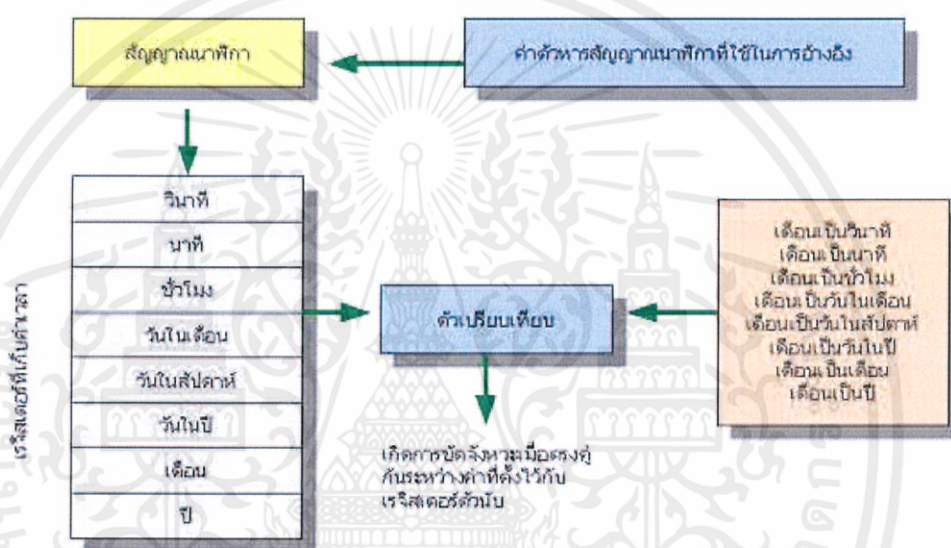 สัญญาณนาฬิกา
ค่าตัวหารสัญญาณนาฬิกาที่ใช้ในการอ้างอิง
เรจิสเตอร์ที่เก็บค่าเวลา
วินาที
นาที
ชั่วโมง
วันในเดือน
วันในสัปดาห์
วันในปี
เดือน
ปี
ตัวเปรียบเทียบ
เกิดการขัดจังหวะเมื่อตรงคู่
กันระหว่างค่าที่ตั้งไว้กับ
เรจิสเตอร์ตัวนับ
เตือนเป็นวินาที
เตือนเป็นนาที
เตือนเป็นชั่วโมง
เตือนเป็นวันในเดือน
เตือนเป็นวันในสัปดาห์
เตือนเป็นวันในปี
เตือนเป็นเดือน
เตือนเป็นปี